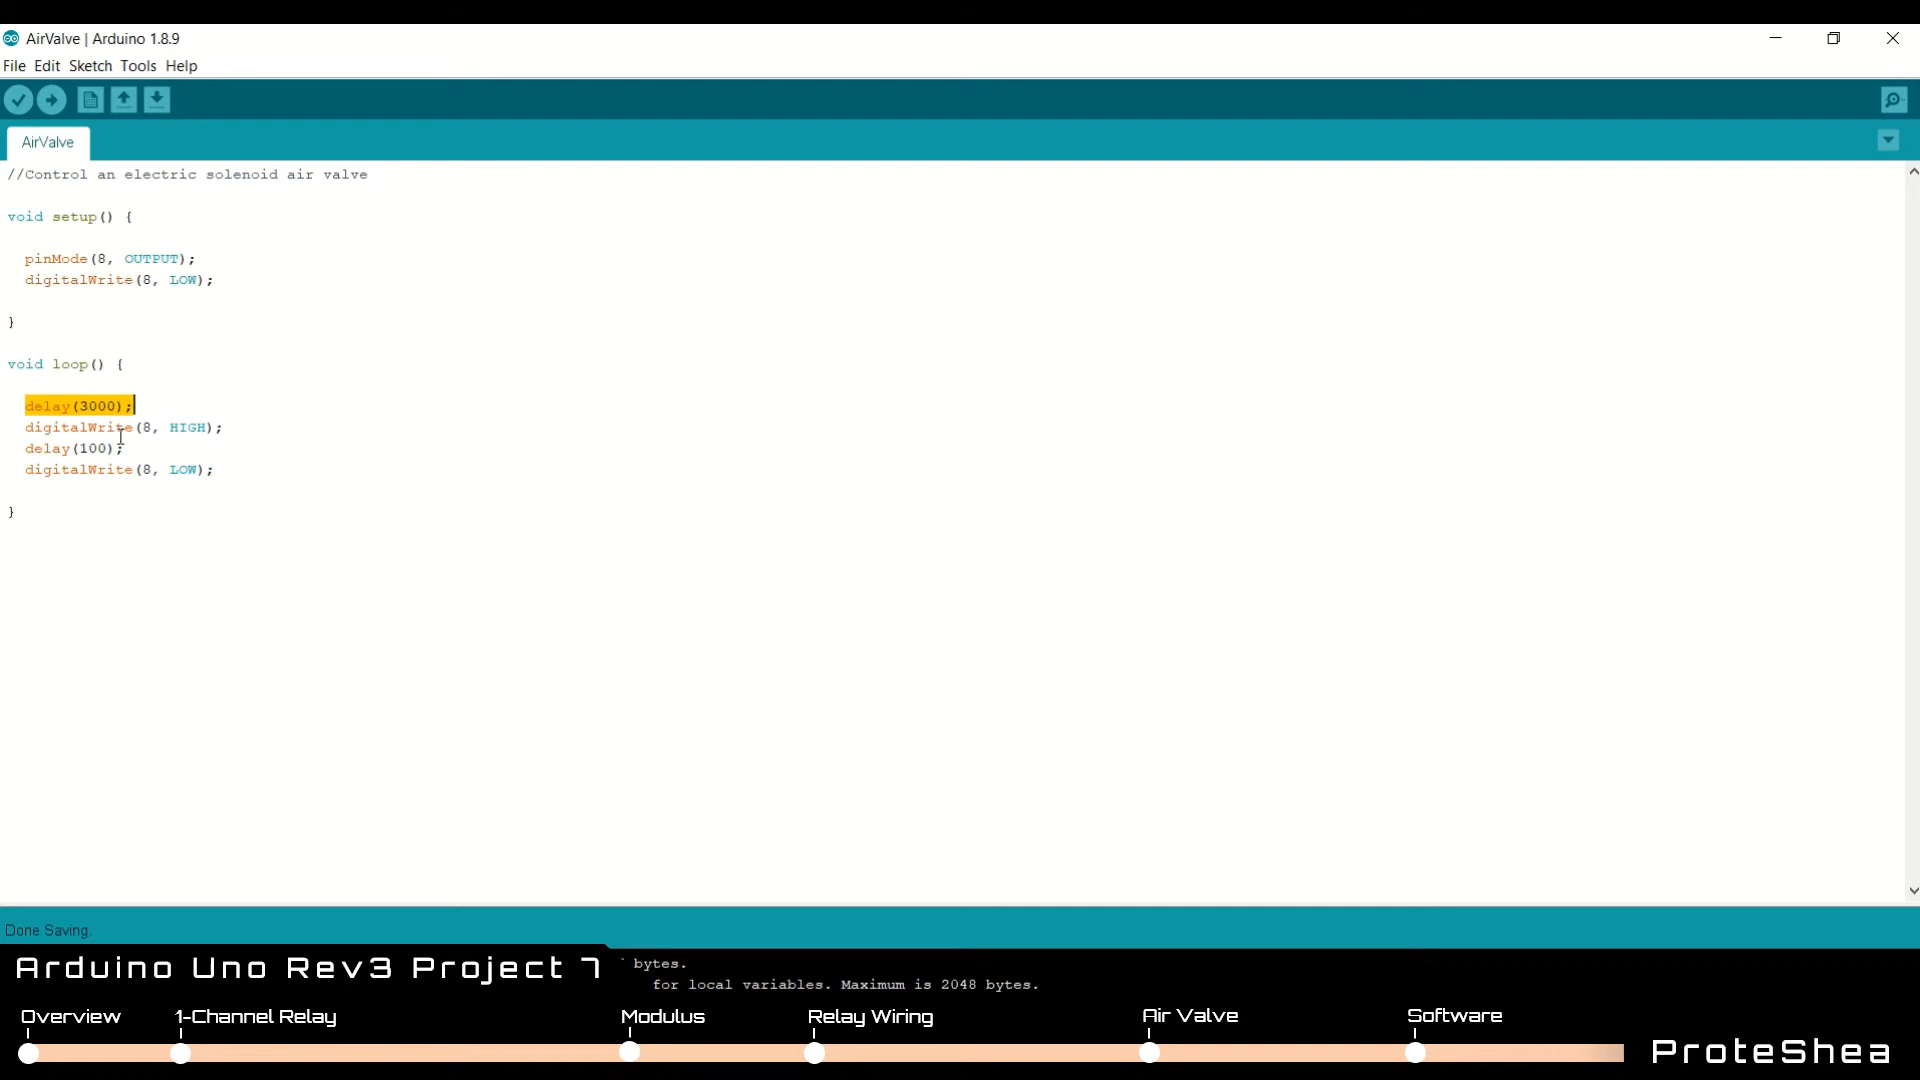 AirValve | Arduino 1.8.9
File Edit Sketch Tools Help
AirValve
//Control an electric solenoid air valve
void setup() {
pinMode(8, OUTPUT);
digitalWrite(8, LOW);
}
void loop() {
delay(3000);
digitalWrite(8, HIGH);
delay(100);
digitalWrite(8, LOW);
}
Done Saving.
Arduino Uno Rev3 Project 7
bytes.
for local variables. Maximum is 2048 bytes.
Overview 1-Channel Relay Modulus Relay Wiring Air Valve Software
ProteShea